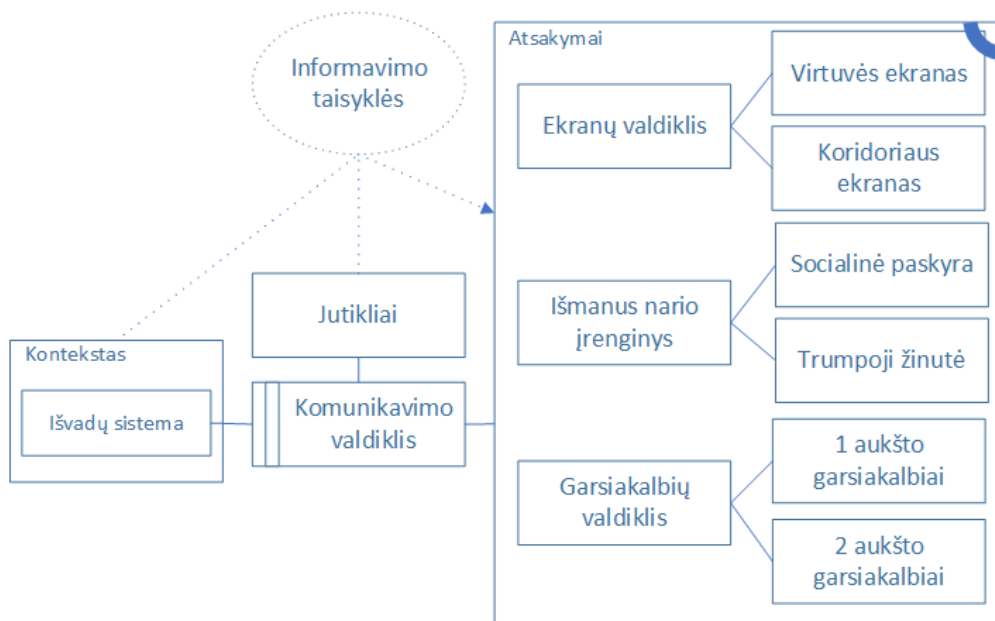 Informavimo
taisyklės
Atsakymai
Virtuvės ekranas
Ekranų valdiklis
Koridoriaus
ekranas
Socialinė paskyra
Išmanus nario
įrenginys
Trumpoji žinutė
Jutikliai
Kontekstas
Išvadų sistema
Komunikavimo
valdiklis
1 aukšto
garsiakalbiai
Garsiakalbių
valdiklis
2 aukšto
garsiakalbiai